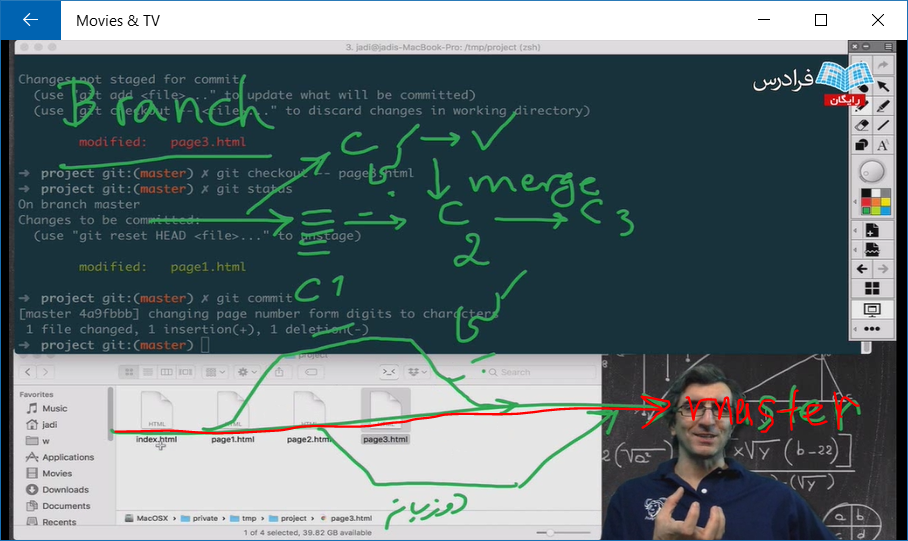 Movies & TV
3. jadi@jadis-MacBook-Pro: /tmp/project (zsh)
فرادرس
رایگان
Changes not staged for commit
(use "git add <file>..." to update what will be committed)
(use "git checkout -- <file>..." to discard changes in working directory)
Branch
modified: page3.html
C ✓
➜ project git:(master) ✗ git checkout -- page3.html
➜ project git:(master) ✗ git status
merge
On branch master
Changes to be committed:
C
C3
(use "git reset HEAD <file>..." to unstage)
2
modified: page1.html
➜ project git:(master) ✗ git commit
C1
[master 4a9fbbb] changing page number form digits to characters
1 file changed, 1 insertion(+), 1 deletion(-)
➜ project git:(master)
project
Search
Favorites
Music
jadi
w
Applications
Movies
Downloads
Documents
Recents
HTML
HTML
HTML
HTML
index.html
page1.html
page2.html
page3.html
master
دوزبانه
MacOSX > private > tmp > project > page3.html
1 of 4 selected, 39.82 GB available
A
a b
c d